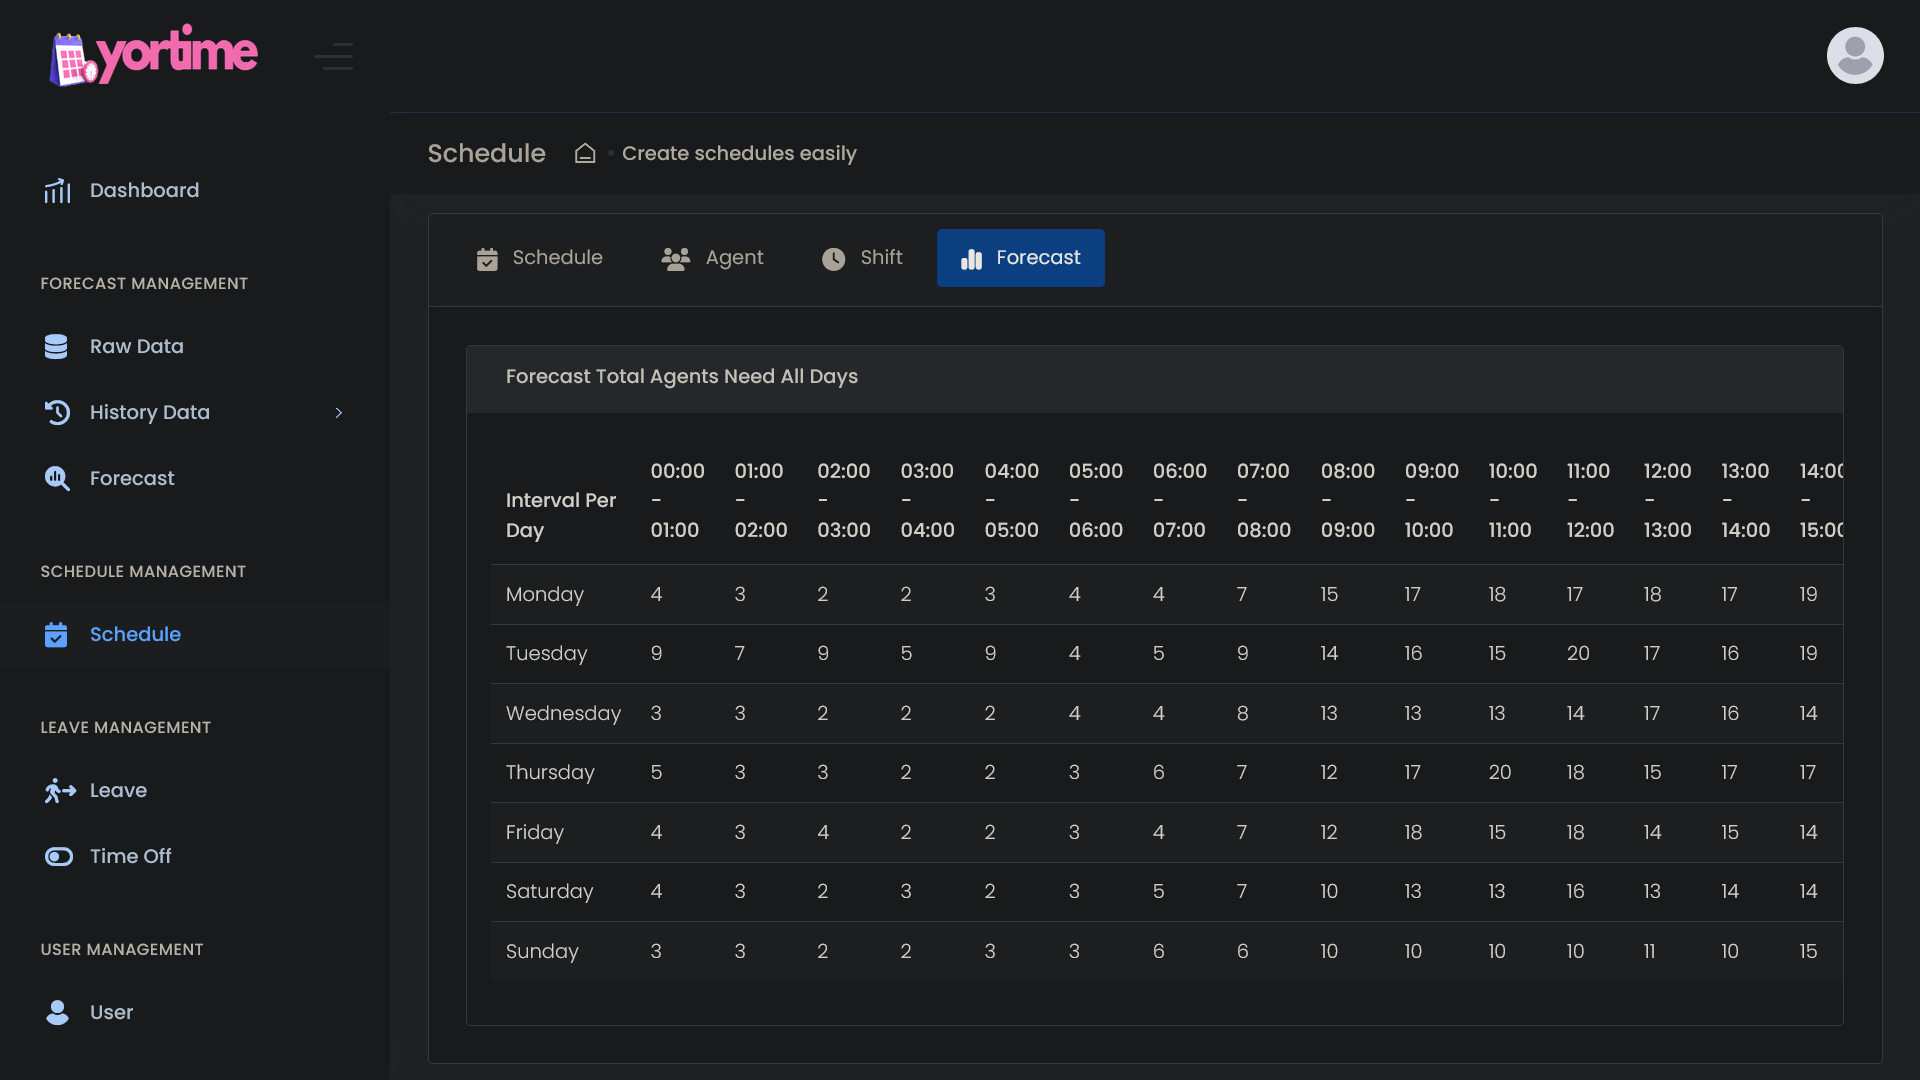 yortime
Schedule • Create schedules easily
Dashboard
FORECAST MANAGEMENT
Raw Data
History Data
Forecast
SCHEDULE MANAGEMENT
Schedule
LEAVE MANAGEMENT
Leave
Time Off
USER MANAGEMENT
User
Schedule Agent Shift Forecast
Forecast Total Agents Need All Days
Interval Per Day 00:00 - 01:00 01:00 - 02:00 02:00 - 03:00 03:00 - 04:00 04:00 - 05:00 05:00 - 06:00 06:00 - 07:00 07:00 - 08:00 08:00 - 09:00 09:00 - 10:00 10:00 - 11:00 11:00 - 12:00 12:00 - 13:00 13:00 - 14:00 14:00 - 15:00
Monday 4 3 2 2 3 4 4 7 15 17 18 17 18 17 19
Tuesday 9 7 9 5 9 4 5 9 14 16 15 20 17 16 19
Wednesday 3 3 2 2 2 4 4 8 13 13 13 14 17 16 14
Thursday 5 3 3 2 2 3 6 7 12 17 20 18 15 17 17
Friday 4 3 4 2 2 3 4 7 12 18 15 18 14 15 14
Saturday 4 3 2 3 2 3 5 7 10 13 13 16 13 14 14
Sunday 3 3 2 2 3 3 6 6 10 10 10 10 11 10 15